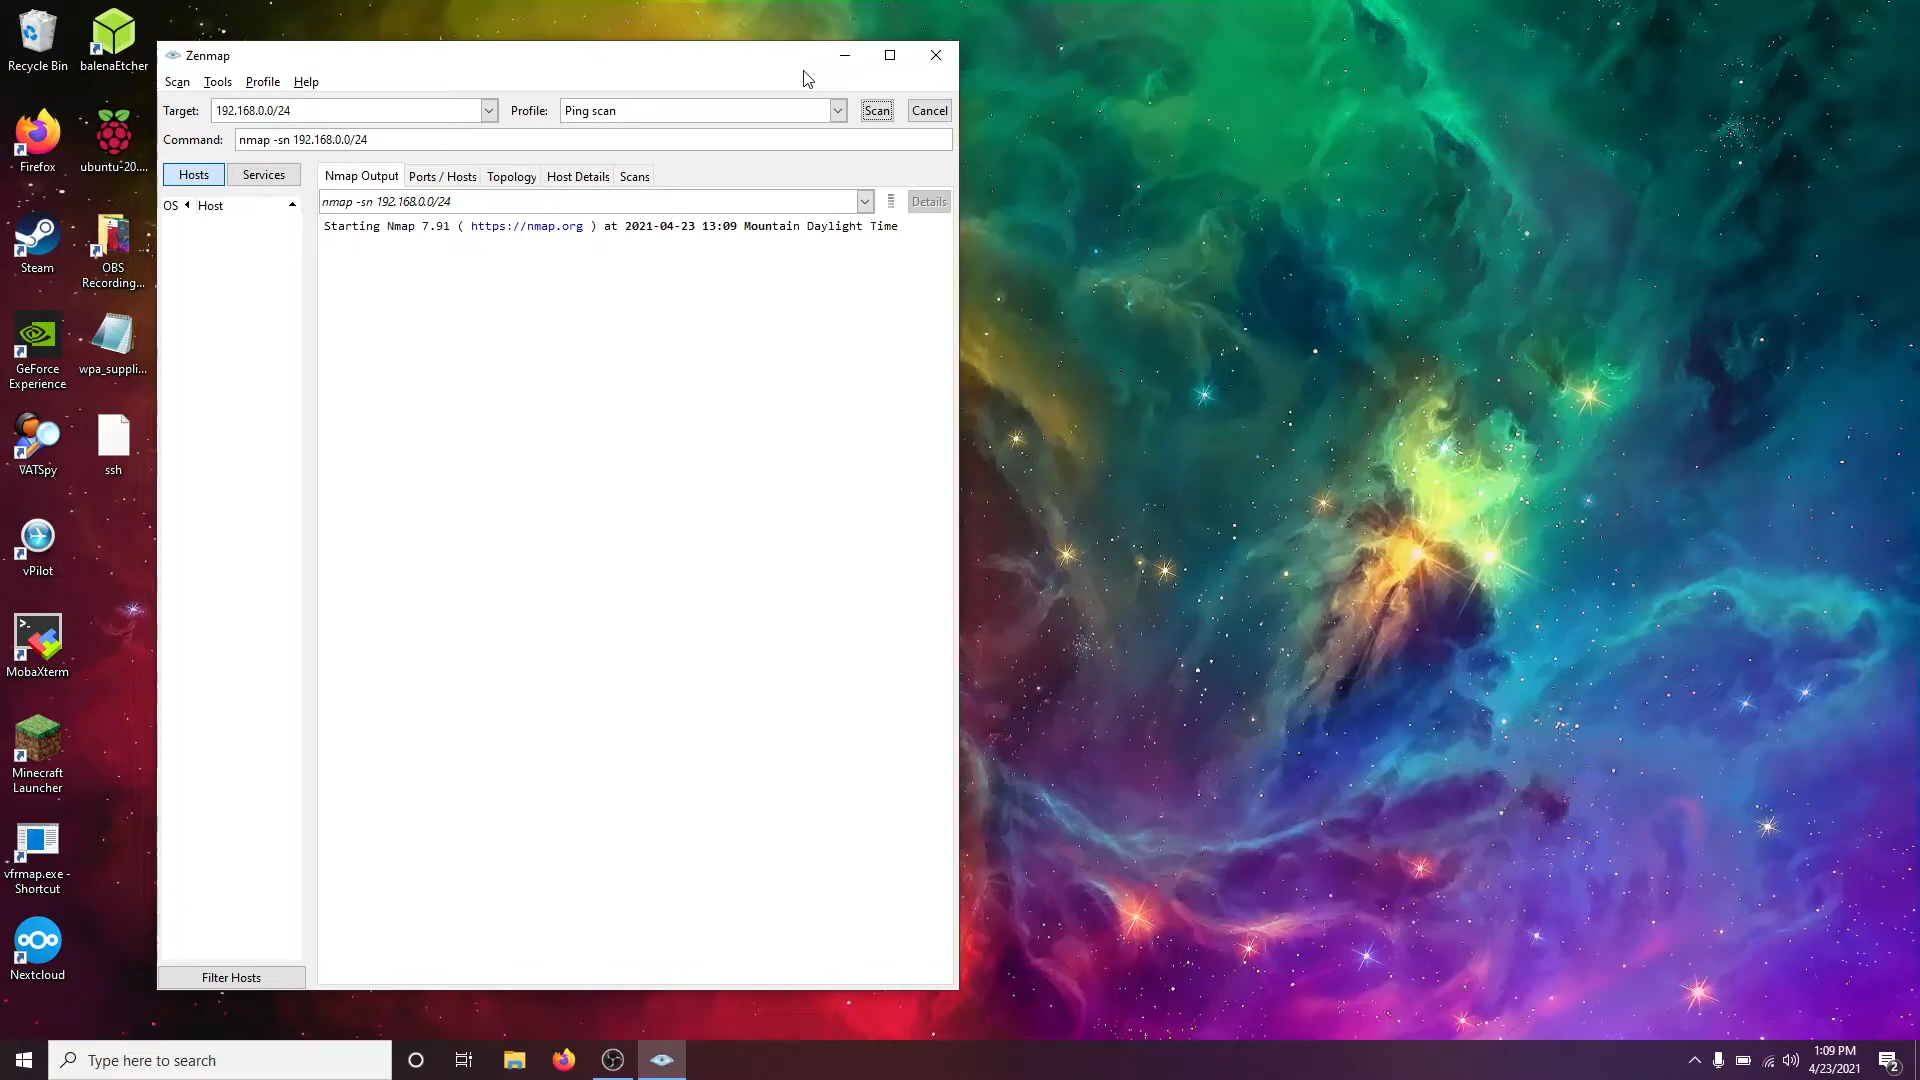 Recycle Bin
balenaEtcher
Firefox
ubuntu-20....
Steam
OBS
Recording...
GeForce
Experience
wpa_suppli...
VATSpy
ssh
vPilot
MobaXterm
Minecraft
Launcher
vfrmap.exe -
Shortcut
Nextcloud
Zenmap
Scan Tools Profile Help
Target: 192.168.0.0/24 Profile: Ping scan Scan Cancel
Command: nmap -sn 192.168.0.0/24
Hosts Services
OS Host
Nmap Output Ports / Hosts Topology Host Details Scans
nmap -sn 192.168.0.0/24 Details
Starting Nmap 7.91 ( https://nmap.org ) at 2021-04-23 13:09 Mountain Daylight Time
Filter Hosts
Type here to search
1:09 PM
4/23/2021
2